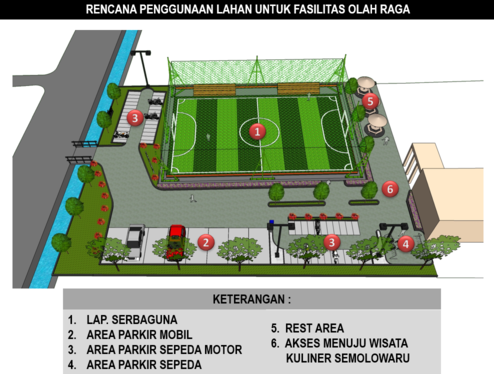 RENCANA PENGGUNAAN LAHAN UNTUK FASILITAS OLAH RAGA
3
1
5
6
2
3
4
KETERANGAN :
1. LAP. SERBAGUNA
2. AREA PARKIR MOBIL
3. AREA PARKIR SEPEDA MOTOR
4. AREA PARKIR SEPEDA
5. REST AREA
6. AKSES MENUJU WISATA
KULINER SEMOLOWARU